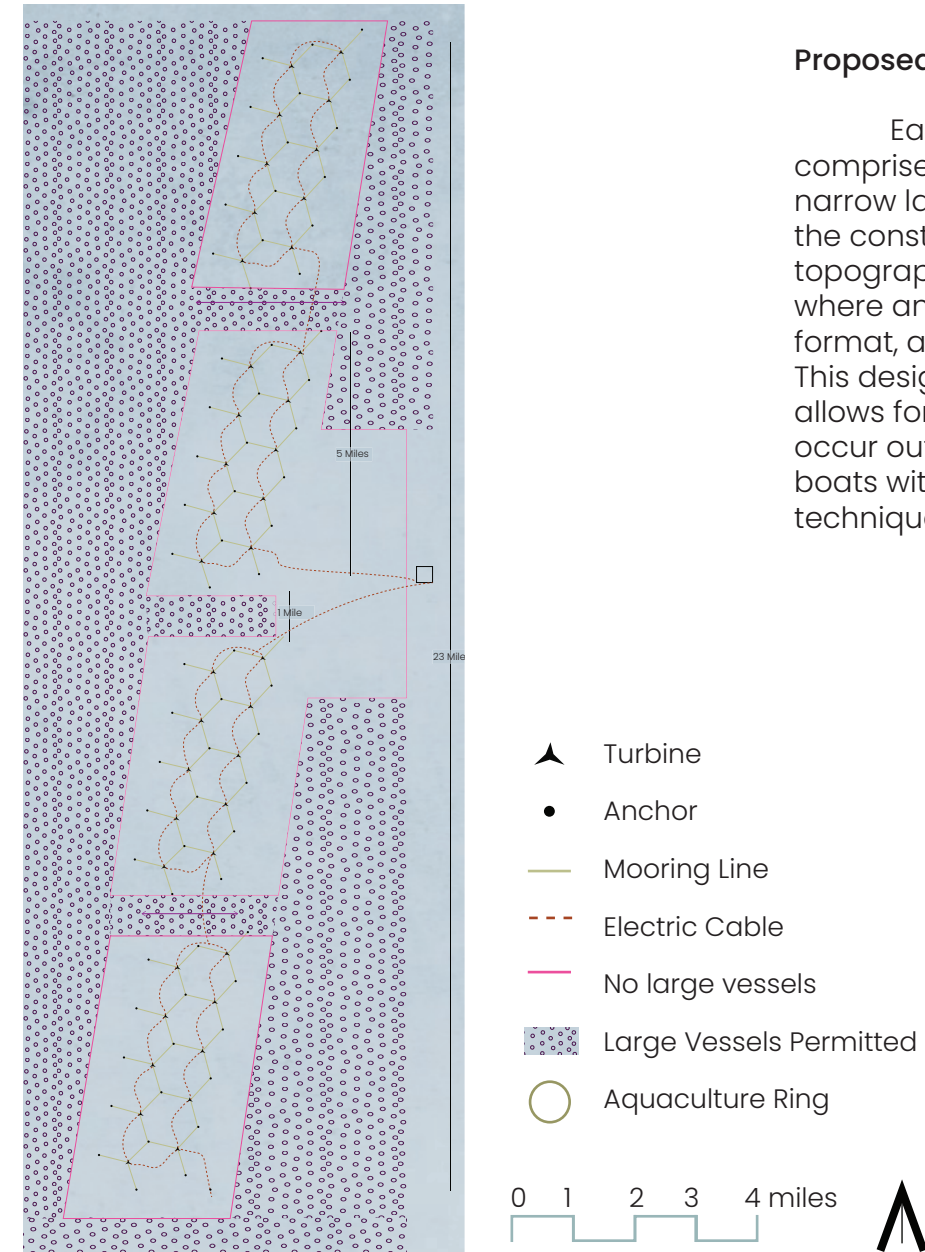 Proposed
Ea
comprise
narrow la
the const
topograp
where an
format, a
This desig
allows for
occur out
boats wit
techniqu
5 Miles
1 Mile
23 Mile
Turbine
Anchor
Mooring Line
Electric Cable
No large vessels
Large Vessels Permitted
Aquaculture Ring
0 1 2 3 4 miles